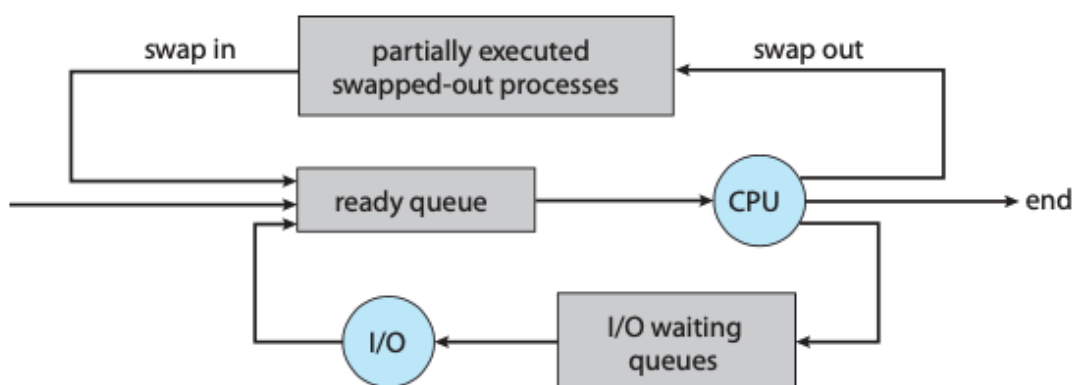 swap in
partially executed
swapped-out processes
swap out
ready queue
CPU
end
I/O
I/O waiting
queues